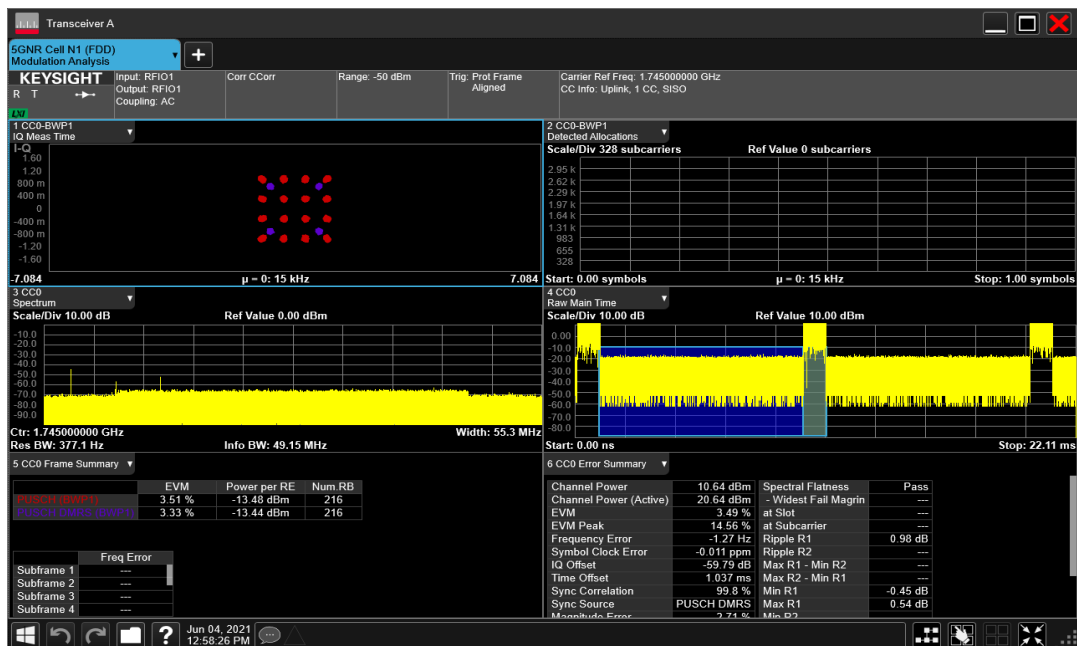 Transceiver A
5GNR Cell N1 (FDD)
Modulation Analysis
+
KEYSIGHT
R T
LXI
Input: RFIO1
Output: RFIO1
Coupling: AC
Corr CCorr
Range: -50 dBm
Trig: Prot Frame
Aligned
Carrier Ref Freq: 1.745000000 GHz
CC Info: Uplink, 1 CC, SISO
1 CC0-BWP1
IQ Meas Time
I-Q
1.60
1.20
800 m
400 m
0
-400 m
-800 m
-1.20
-1.60
-7.084 µ = 0: 15 kHz 7.084
2 CC0-BWP1
Detected Allocations
Scale/Div 328 subcarriers Ref Value 0 subcarriers
2.95 k
2.62 k
2.29 k
1.97 k
1.64 k
1.31 k
983
655
328
Start: 0.00 symbols µ = 0: 15 kHz Stop: 1.00 symbols
3 CC0
Spectrum
Scale/Div 10.00 dB Ref Value 0.00 dBm
-10.0
-20.0
-30.0
-40.0
-50.0
-60.0
-70.0
-80.0
-90.0
Ctr: 1.745000000 GHz Width: 55.3 MHz
Res BW: 377.1 Hz Info BW: 49.15 MHz
4 CC0
Raw Main Time
Scale/Div 10.00 dB Ref Value 10.00 dBm
0.00
-10.0
-20.0
-30.0
-40.0
-50.0
-60.0
-70.0
-80.0
Start: 0.00 ns Stop: 22.11 ms
5 CC0 Frame Summary
EVM Power per RE Num.RB
PUSCH (BWP1) 3.51 % -13.48 dBm 216
PUSCH DMRS (BWP1) 3.33 % -13.44 dBm 216
Freq Error
Subframe 1 ---
Subframe 2 ---
Subframe 3 ---
Subframe 4 ---
6 CC0 Error Summary
Channel Power 10.64 dBm Spectral Flatness Pass
Channel Power (Active) 20.64 dBm - Widest Fail Magrin ---
EVM 3.49 % at Slot ---
EVM Peak 14.56 % at Subcarrier ---
Frequency Error -1.27 Hz Ripple R1 0.98 dB
Symbol Clock Error -0.011 ppm Ripple R2 ---
IQ Offset -59.79 dB Max R1 - Min R2 ---
Time Offset 1.037 ms Max R2 - Min R1 ---
Sync Correlation 99.8 % Min R1 -0.45 dB
Sync Source PUSCH DMRS Max R1 0.54 dB
Magnitude Error 2.71 % Min R2 ---
?
Jun 04, 2021
12:58:26 PM